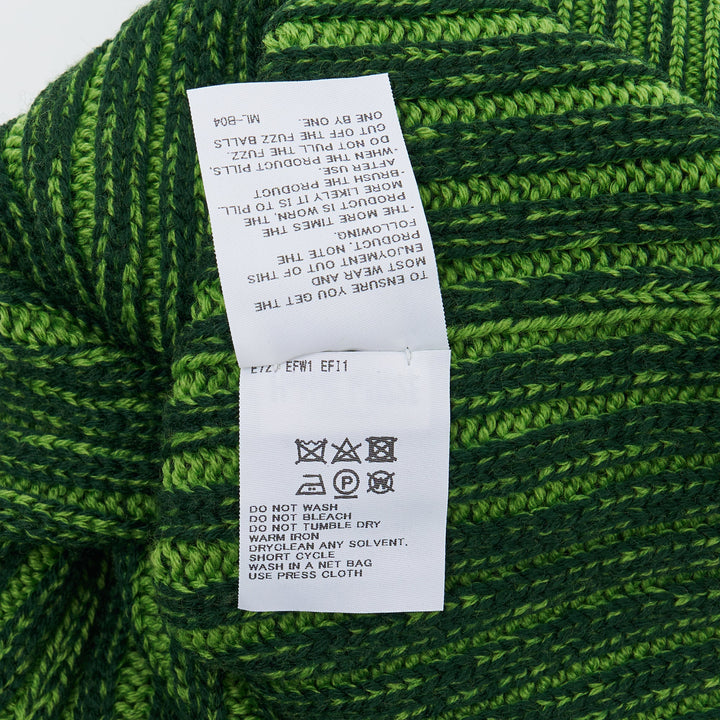 TO ENSURE YOU GET THE
MOST WEAR AND
ENJOYMENT OUT OF THIS
PRODUCT, NOTE THE
FOLLOWING.
-THE MORE TIMES THE
PRODUCT IS WORN, THE
MORE LIKELY IT IS TO PILL.
-BRUSH THE PRODUCT
AFTER USE.
-WHEN THE PRODUCT PILLS,
DO NOT PULL THE FUZZ.
CUT OFF THE FUZZ BALLS
ONE BY ONE.
ML-B04
EFW1 EFI1
P
W
DO NOT WASH
DO NOT BLEACH
DO NOT TUMBLE DRY
WARM IRON
DRYCLEAN ANY SOLVENT.
SHORT CYCLE
WASH IN A NET BAG
USE PRESS CLOTH